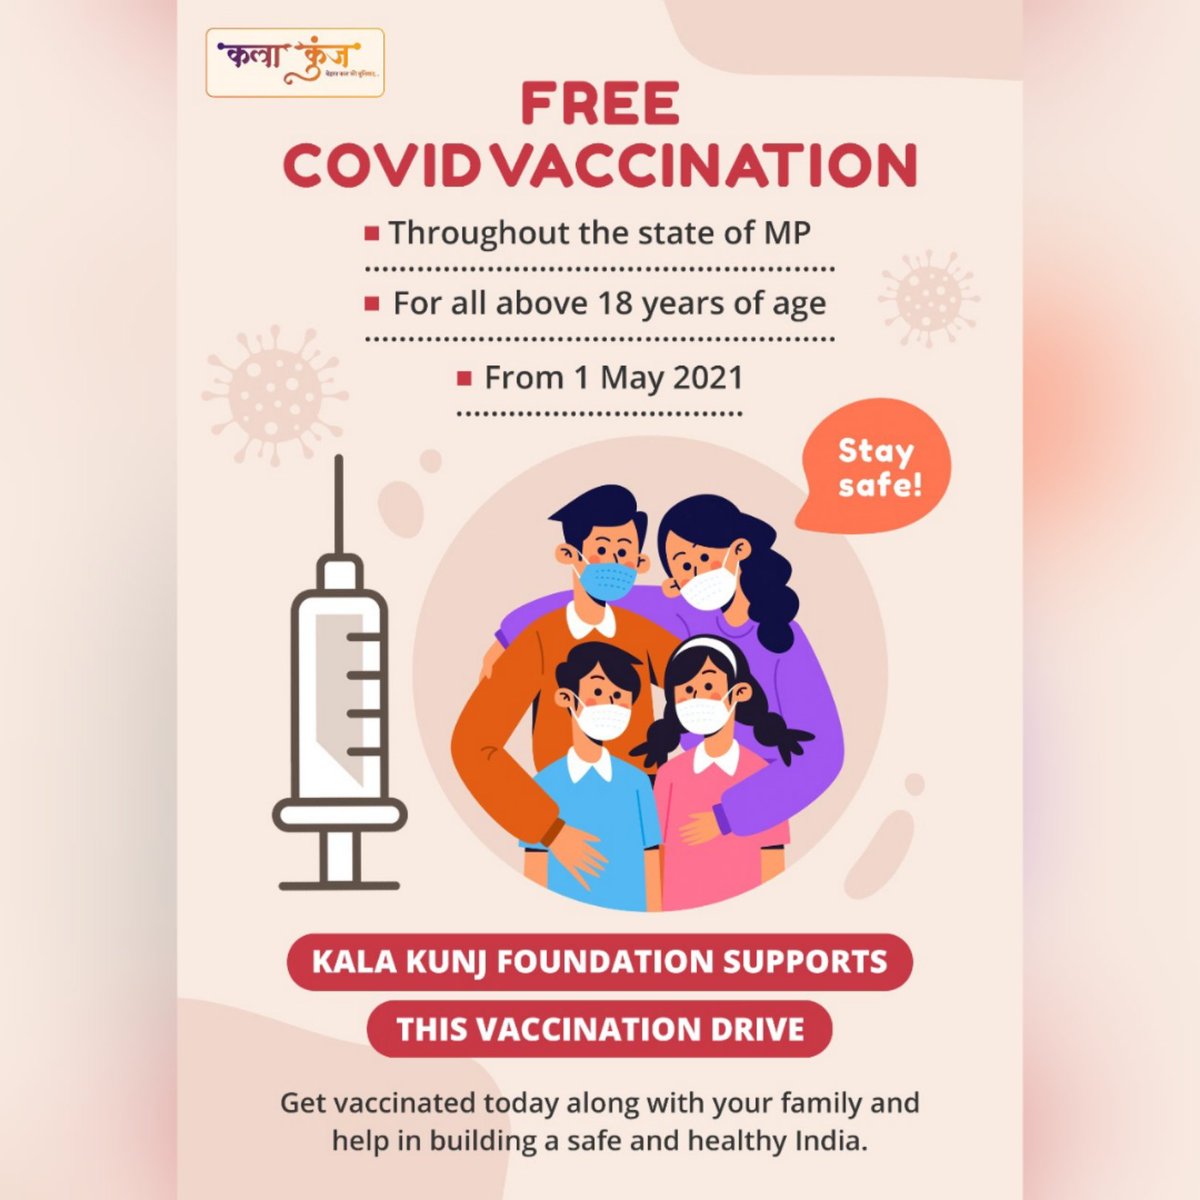 कला कुंज
FREE
COVID VACCINATION
Throughout the state of MP
For all above 18 years of age
From 1 May 2021
Stay
safe!
KALA KUNJ FOUNDATION SUPPORTS
THIS VACCINATION DRIVE
Get vaccinated today along with your family and
help in building a safe and healthy India.